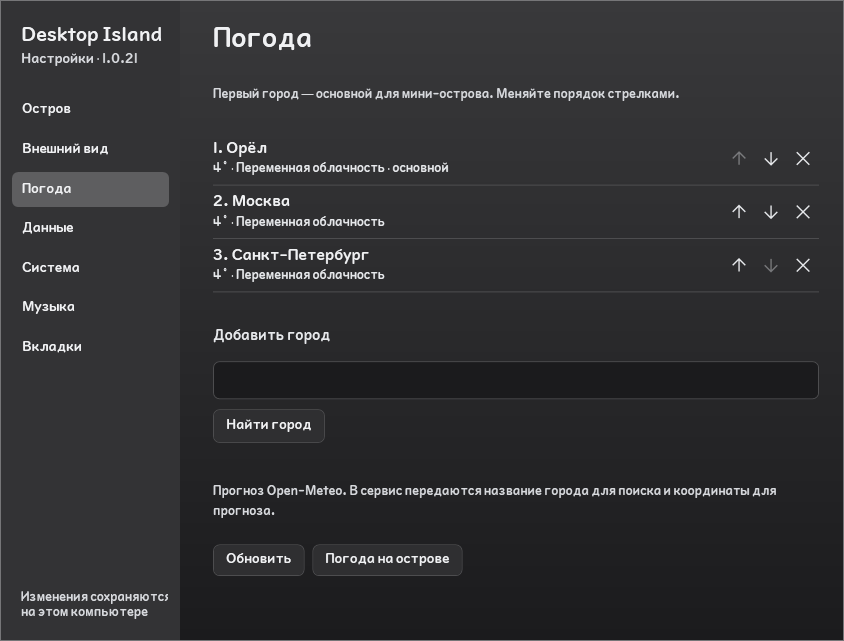 Desktop Island
Настройки · 1.0.21
Остров
Внешний вид
Погода
Данные
Система
Музыка
Вкладки
Изменения сохраняются
на этом компьютере
Погода
Первый город — основной для мини-острова. Меняйте порядок стрелками.
1. Орёл
4° · Переменная облачность · основной
2. Москва
4° · Переменная облачность
3. Санкт-Петербург
4° · Переменная облачность
Добавить город
Найти город
Прогноз Open-Meteo. В сервис передаются название города для поиска и координаты для
прогноза.
Обновить
Погода на острове